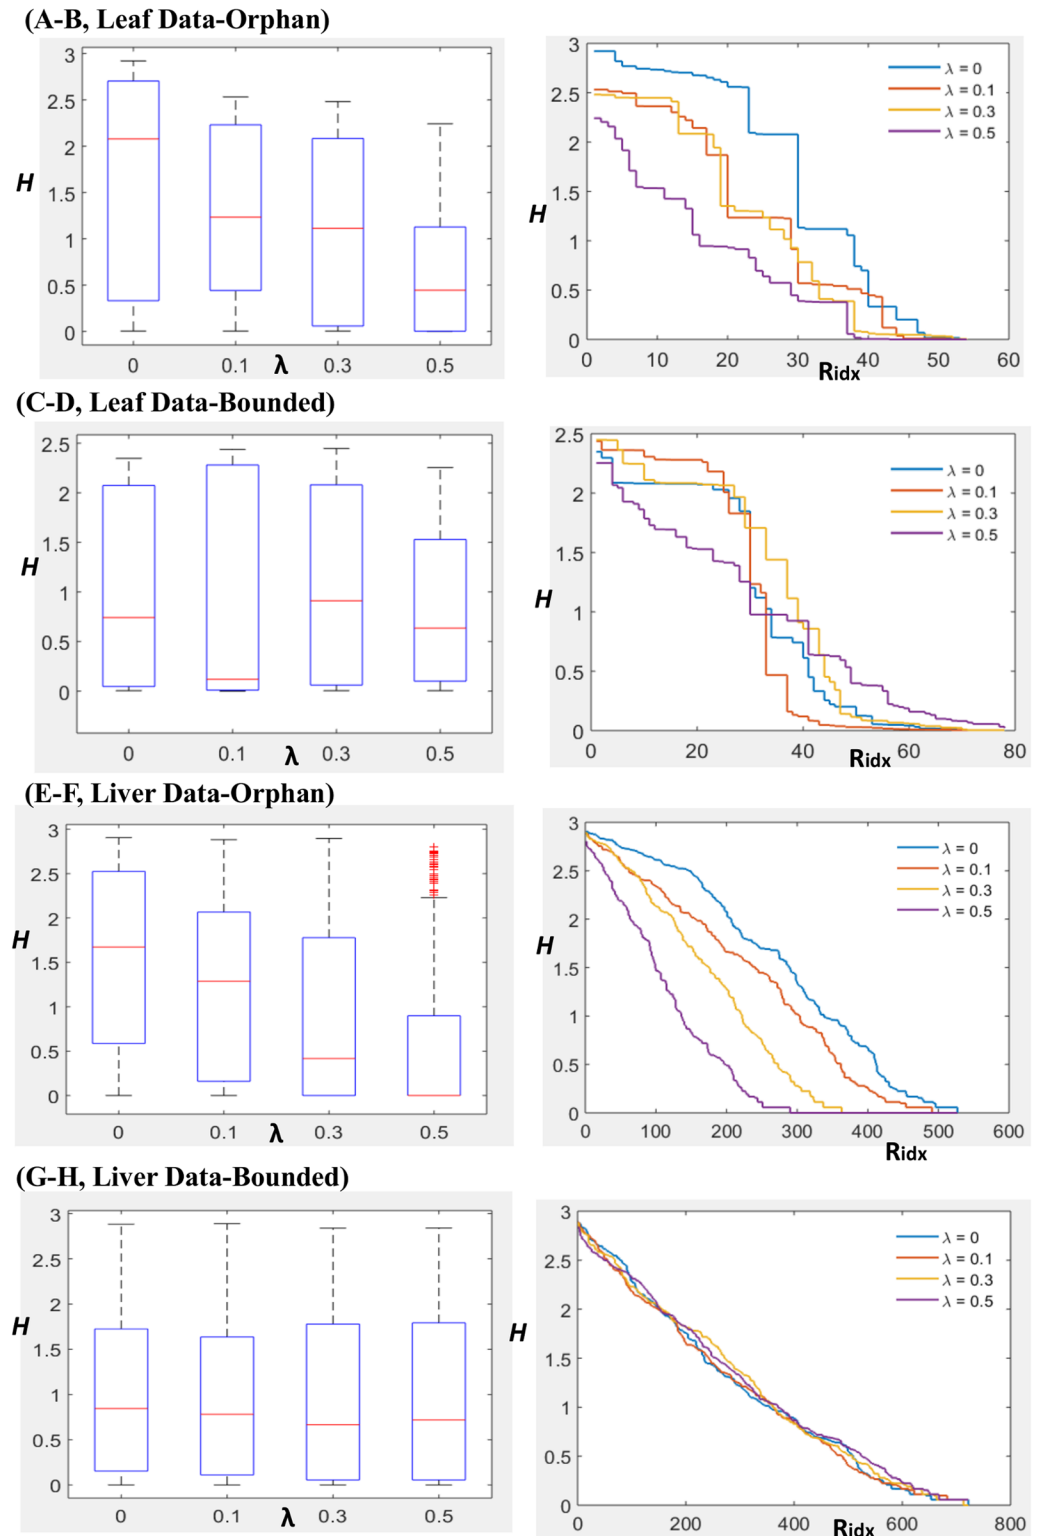 (A-B, Leaf Data-Orphan)
3
2.5
2
1.5
1
0.5
0
H
0 0.1 λ 0.3 0.5
3
2.5
2
1.5
1
0.5
0
H
λ = 0
λ = 0.1
λ = 0.3
λ = 0.5
0 10 20 30 40 50 60
Ridx
(C-D, Leaf Data-Bounded)
2.5
2
1.5
1
0.5
0
H
0 0.1 λ 0.3 0.5
2.5
2
1.5
1
0.5
0
H
λ = 0
λ = 0.1
λ = 0.3
λ = 0.5
0 20 40 60 80
Ridx
(E-F, Liver Data-Orphan)
3
2.5
2
1.5
1
0.5
0
H
0 0.1 λ 0.3 0.5
3
2.5
2
1.5
1
0.5
0
H
λ = 0
λ = 0.1
λ = 0.3
λ = 0.5
0 100 200 300 400 500 600
Ridx
(G-H, Liver Data-Bounded)
3
2.5
2
1.5
1
0.5
0
H
0 0.1 λ 0.3 0.5
3
2.5
2
1.5
1
0.5
0
H
λ = 0
λ = 0.1
λ = 0.3
λ = 0.5
0 200 400 600 800
Ridx